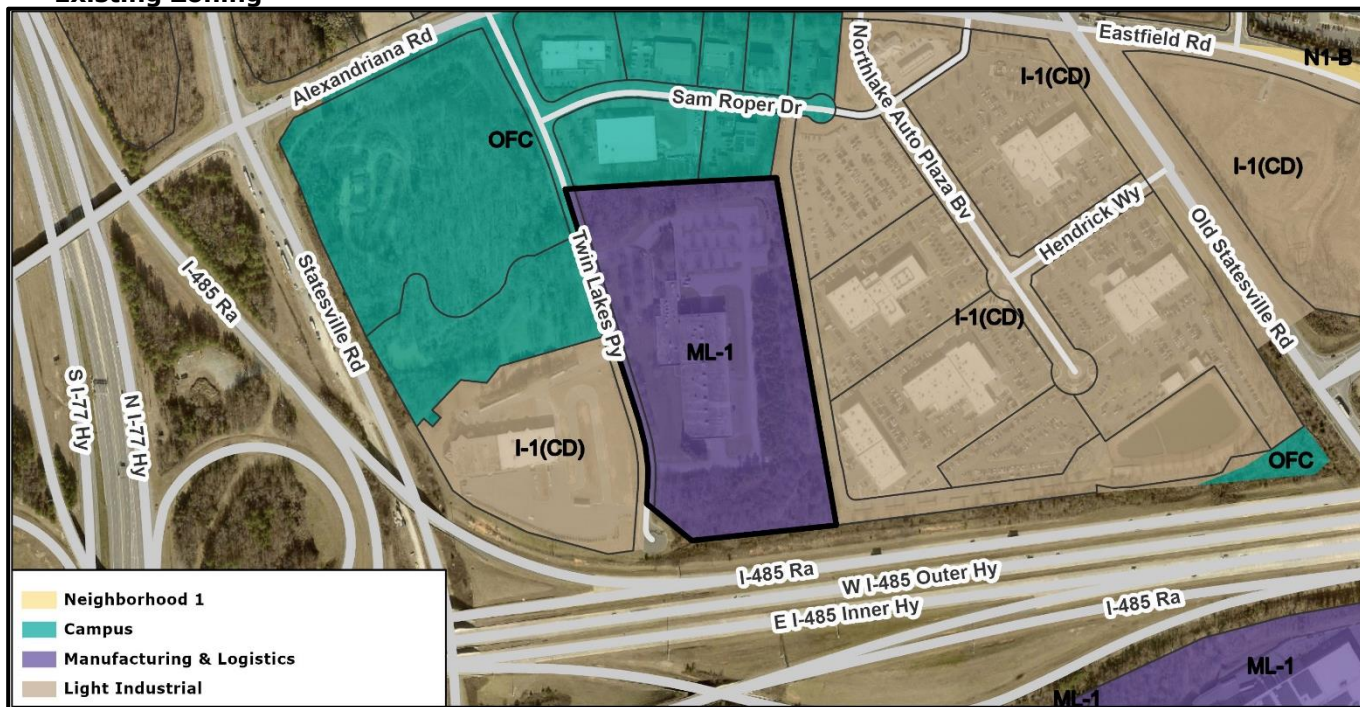 Existing Zoning
Alexandriana Rd
Eastfield Rd
N1-B
Northlake Auto Plaza Bv
I-1(CD)
Sam Roper Dr
OFC
I-1(CD)
Hendrick Wy
Old Statesville Rd
Twin Lakes Py
I-485 Ra
Statesville Rd
S I-77 Hy
N I-77 Hy
ML-1
I-1(CD)
I-1(CD)
OFC
I-485 Ra
W I-485 Outer Hy
E I-485 Inner Hy
I-485 Ra
ML-1
ML-1
Neighborhood 1
Campus
Manufacturing & Logistics
Light Industrial